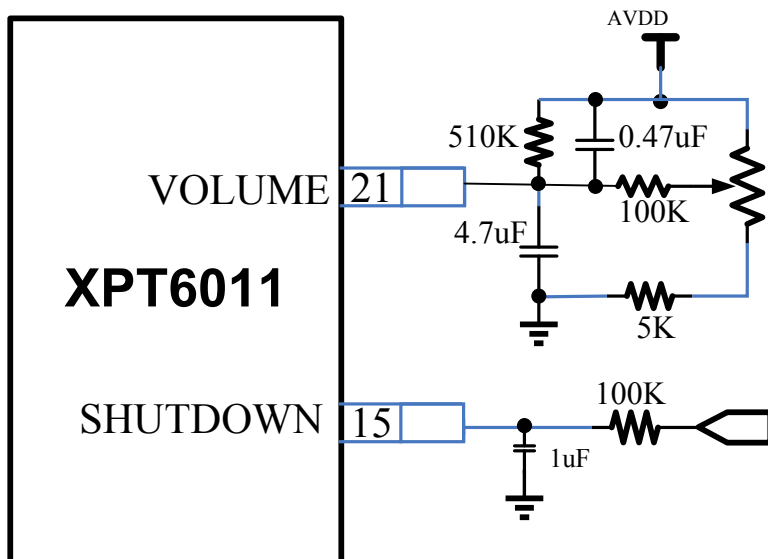 AVDD
510K
0.47uF
VOLUME 21
100K
4.7uF
XPT6011
5K
100K
SHUTDOWN 15
1uF